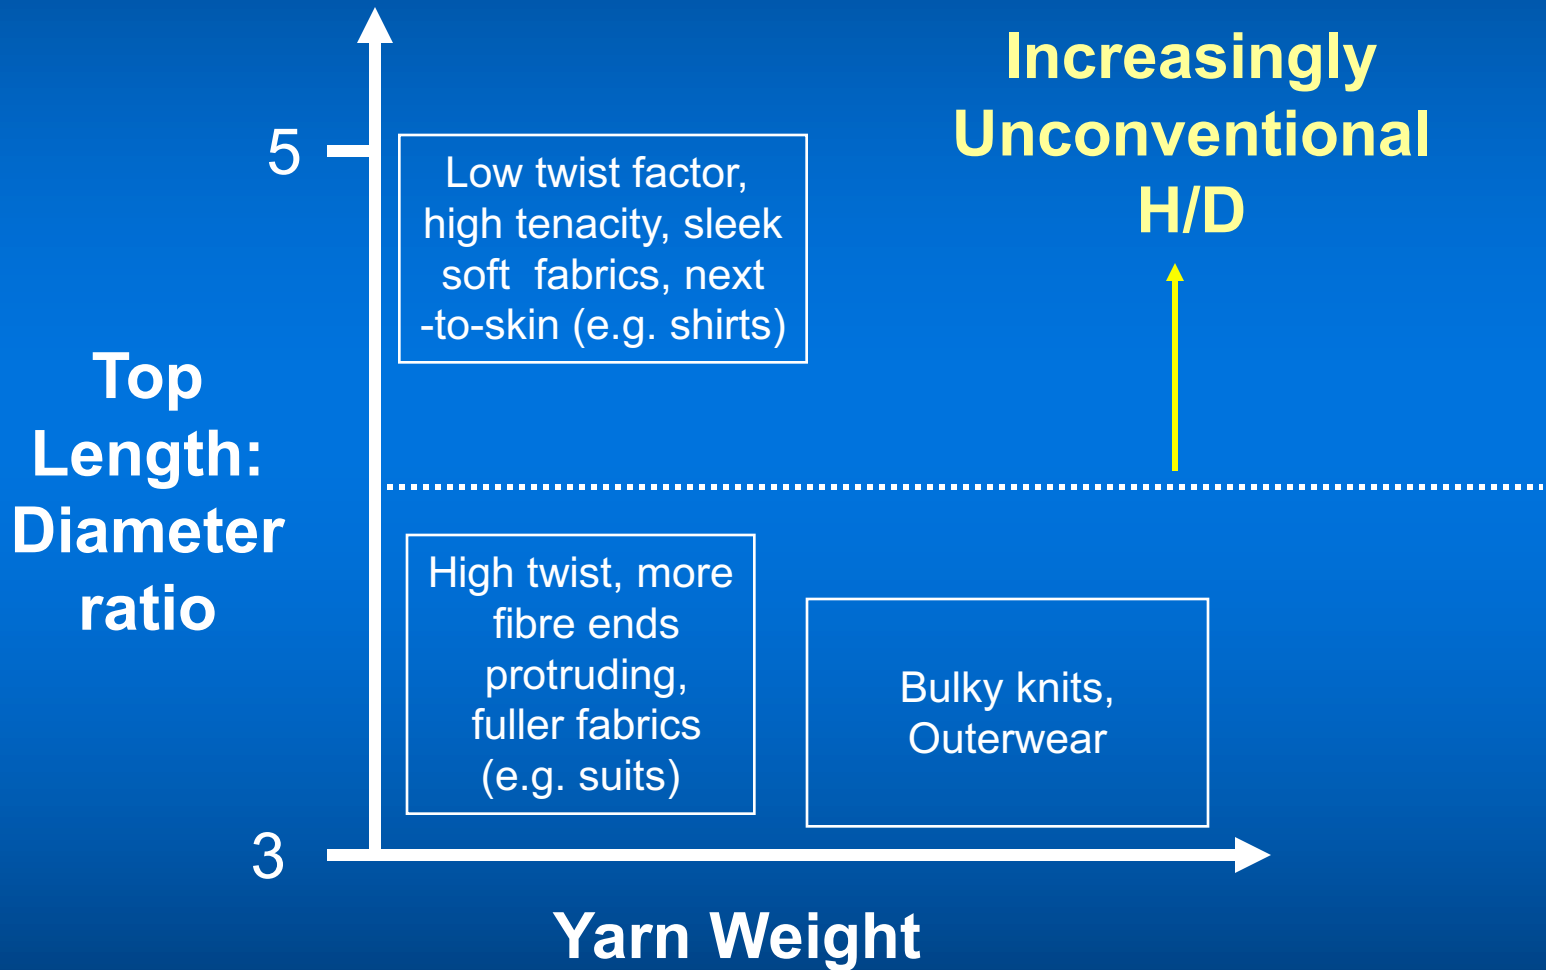 Increasingly
Unconventional
H/D
5
Low twist factor,
high tenacity, sleek
soft fabrics, next
-to-skin (e.g. shirts)
Top
Length:
Diameter
ratio
High twist, more
fibre ends
protruding,
fuller fabrics
(e.g. suits)
Bulky knits,
Outerwear
3
Yarn Weight